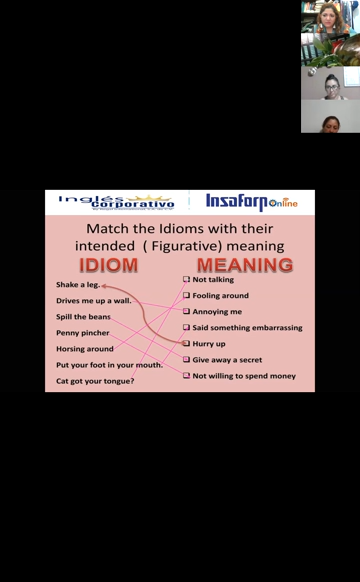 Inglés
corporativo
Insaforp online
Match the Idioms with their
intended ( Figurative) meaning
IDIOM
MEANING
Shake a leg.
Drives me up a wall.
Spill the beans
Penny pincher
Horsing around
Put your foot in your mouth.
Cat got your tongue?
Not talking
Fooling around
Annoying me
Said something embarrassing
Hurry up
Give away a secret
Not willing to spend money